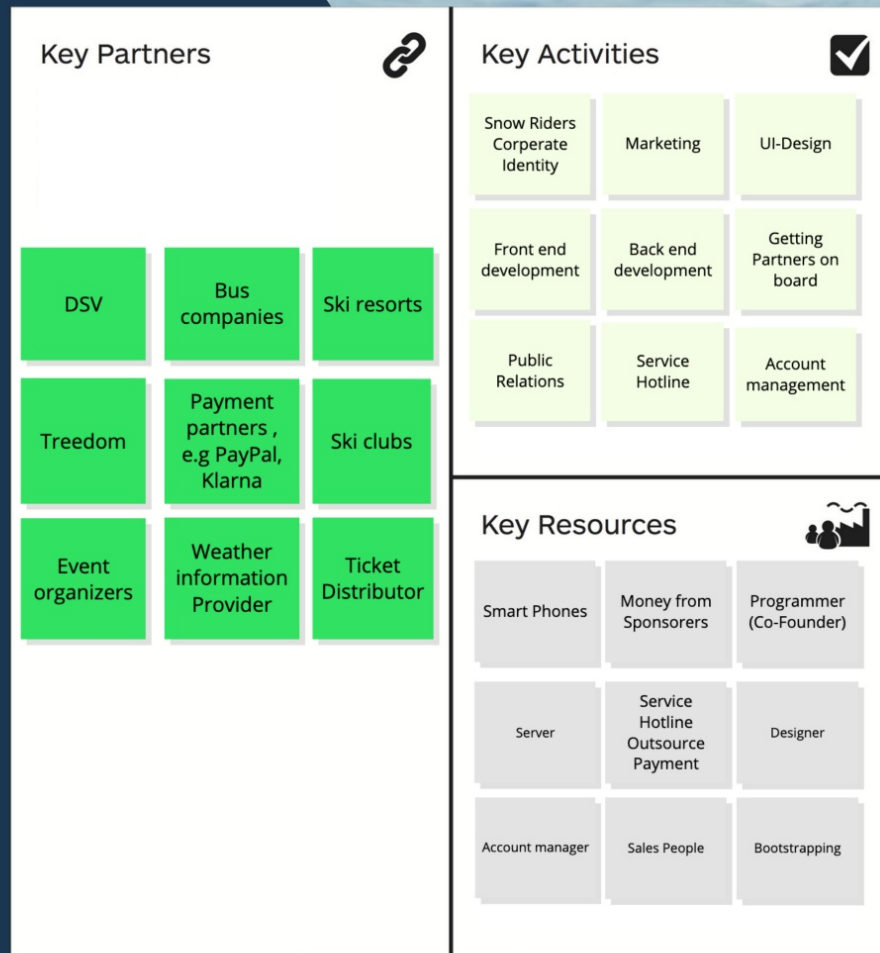 Key Partners
DSV
Bus
companies
Ski resorts
Treedom
Payment
partners ,
e.g PayPal,
Klarna
Ski clubs
Event
organizers
Weather
information
Provider
Ticket
Distributor
Key Activities
Snow Riders
Corperate
Identity
Marketing
UI-Design
Front end
development
Back end
development
Getting
Partners on
board
Public
Relations
Service
Hotline
Account
management
Key Resources
Smart Phones
Money from
Sponsorers
Programmer
(Co-Founder)
Server
Service
Hotline
Outsource
Payment
Designer
Account manager
Sales People
Bootstrapping